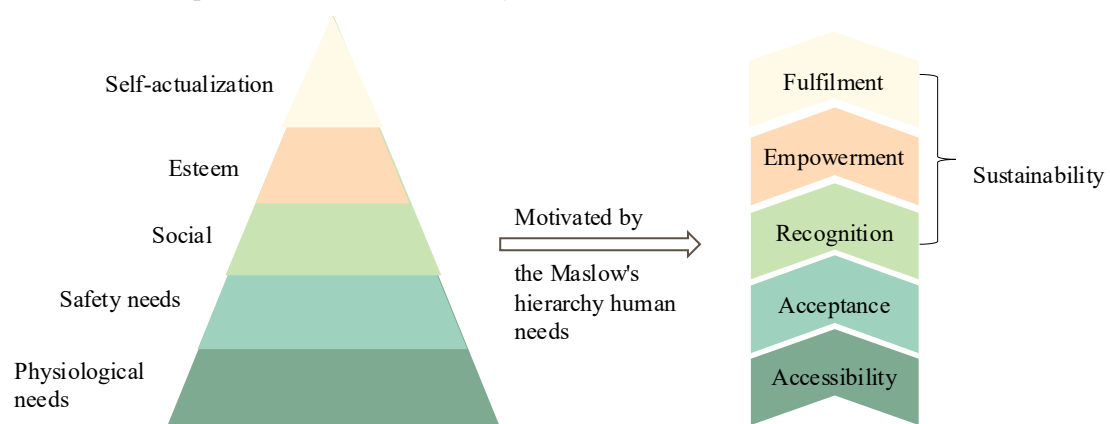 Self-actualization
Esteem
Social
Safety needs
Physiological
needs
Motivated by
the Maslow's
hierarchy human
needs
Fulfilment
Empowerment
Recognition
Acceptance
Accessibility
Sustainability